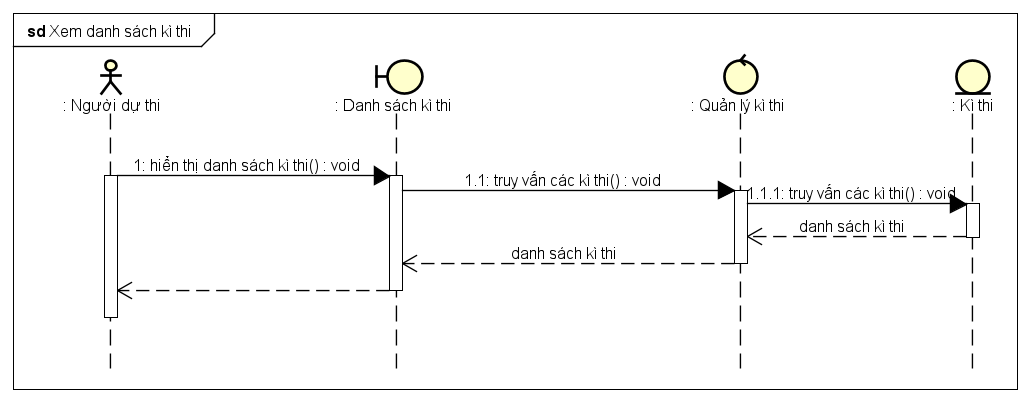 sd Xem danh sách kì thi
: Người dự thi
: Danh sách kì thi
: Quản lý kì thi
: Kì thi
1: hiển thị danh sách kì thi() : void
1.1: truy vấn các kì thi() : void
1.1.1: truy vấn các kì thi() : void
danh sách kì thi
danh sách kì thi